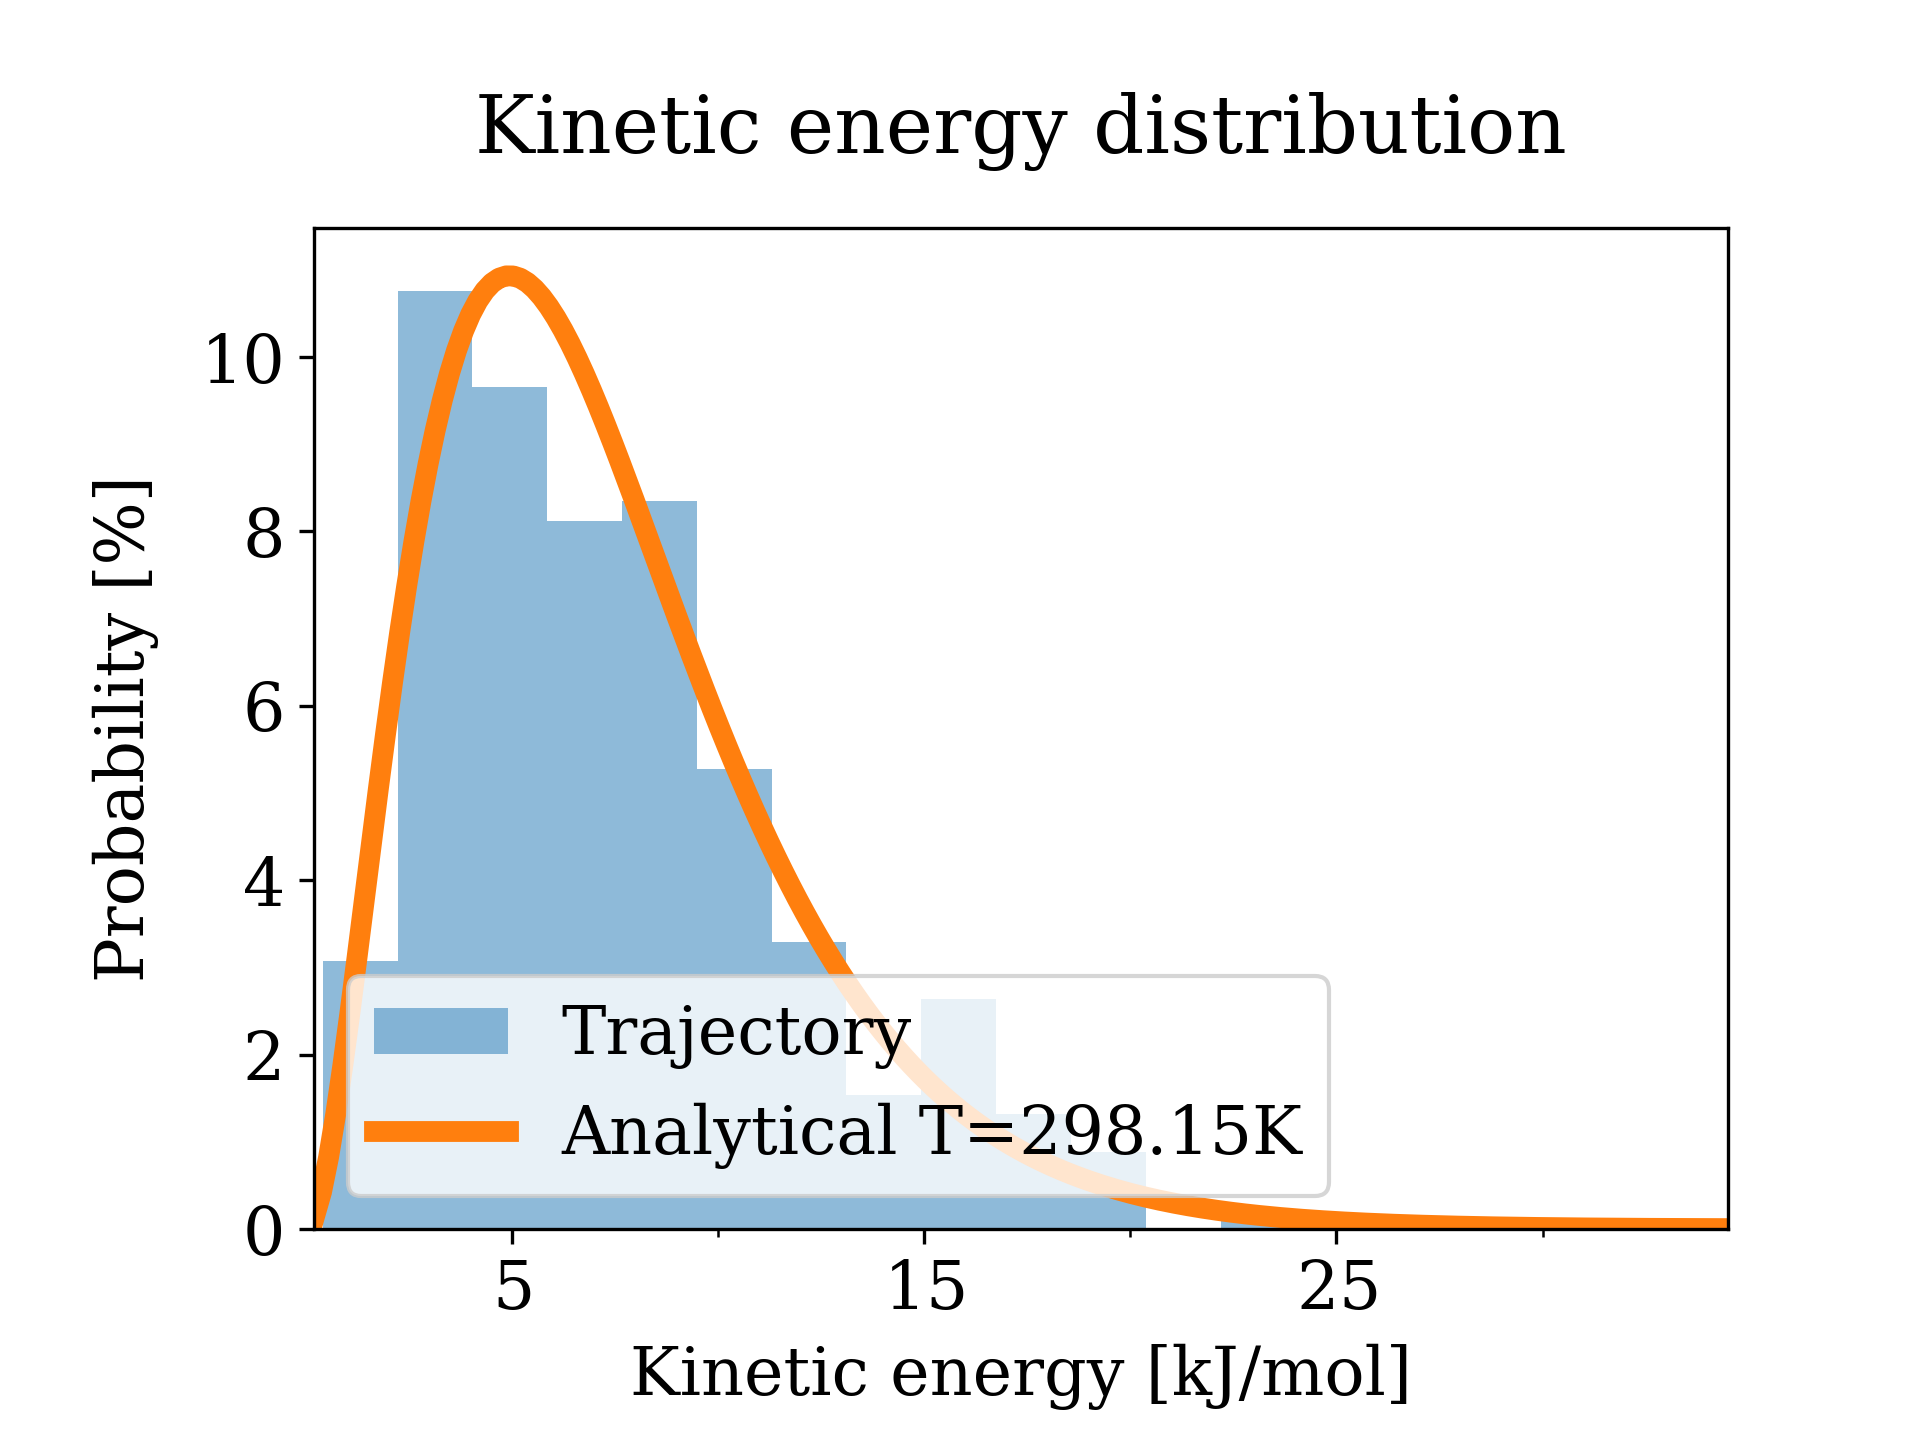 Kinetic energy distribution
Probability [%]
10
8
6
4
2
0
Trajectory
Analytical T=298.15K
5 15 25
Kinetic energy [kJ/mol]